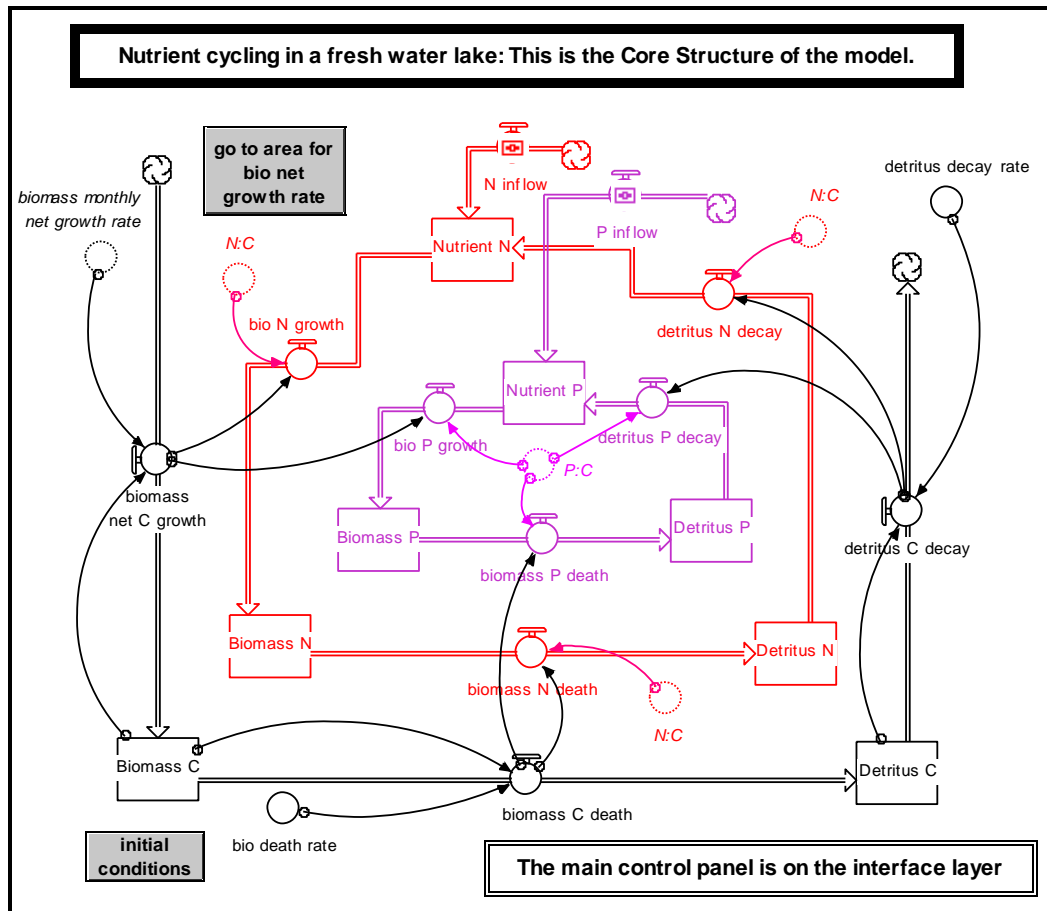 Nutrient cycling in a fresh water lake: This is the Core Structure of the model.
go to area for
bio net
growth rate
biomass monthly
net growth rate
N inflow
P inflow
detritus decay rate
N:C
N:C
Nutrient N
bio N growth
detritus N decay
Nutrient P
bio P growth
detritus P decay
P:C
biomass
net C growth
Biomass P
Detritus P
biomass P death
detritus C decay
Biomass N
Detritus N
biomass N death
N:C
Biomass C
Detritus C
biomass C death
bio death rate
initial
conditions
The main control panel is on the interface layer